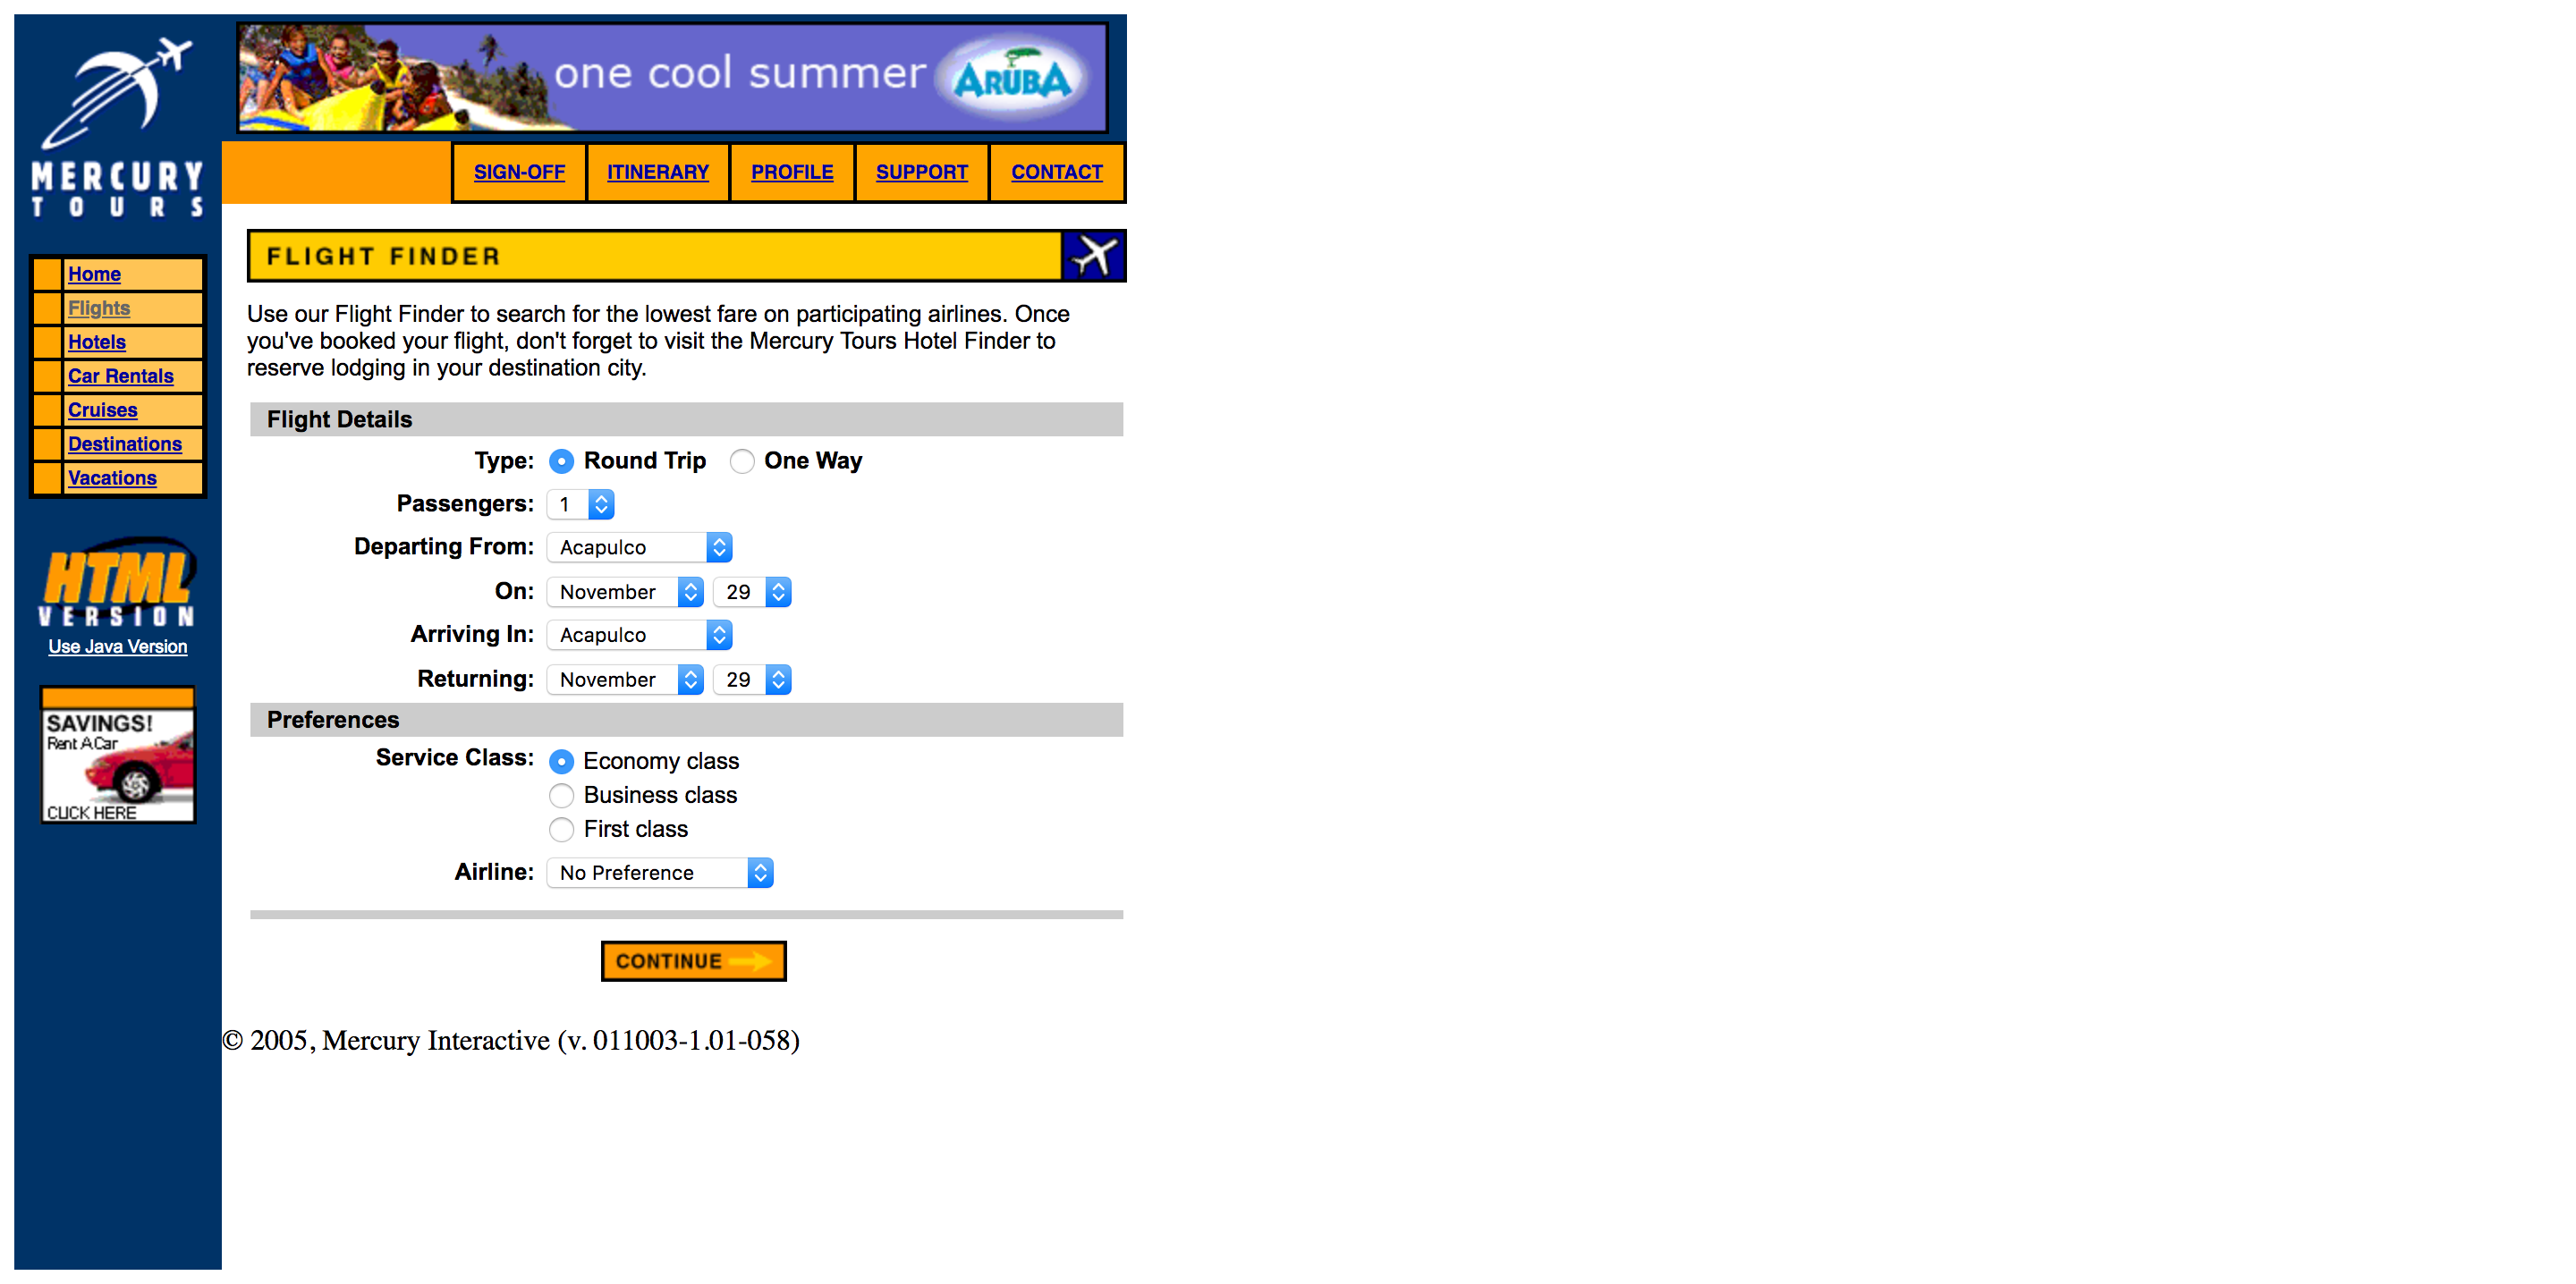 MERCURY
TOURS
one cool summer ARUBA
SIGN-OFF ITINERARY PROFILE SUPPORT CONTACT
Home
Flights
Hotels
Car Rentals
Cruises
Destinations
Vacations
HTML
VERSION
Use Java Version
SAVINGS!
Rent A Car
CLICK HERE
FLIGHT FINDER
Use our Flight Finder to search for the lowest fare on participating airlines. Once
you've booked your flight, don't forget to visit the Mercury Tours Hotel Finder to
reserve lodging in your destination city.
Flight Details
Type: Round Trip One Way
Passengers: 1
Departing From: Acapulco
On: November 29
Arriving In: Acapulco
Returning: November 29
Preferences
Service Class: Economy class
Business class
First class
Airline: No Preference
CONTINUE
© 2005, Mercury Interactive (v. 011003-1.01-058)